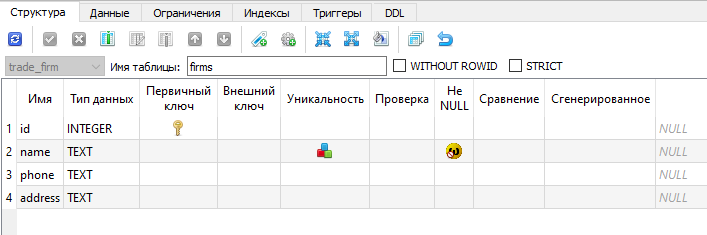 Структура Данные Ограничения Индексы Триггеры DDL
trade_firm Имя таблицы: firms WITHOUT ROWID STRICT
Имя Тип данных Первичный ключ Внешний ключ Уникальность Проверка Не NULL Сравнение Сгенерированное
1 id INTEGER NULL
2 name TEXT NULL
3 phone TEXT NULL
4 address TEXT NULL